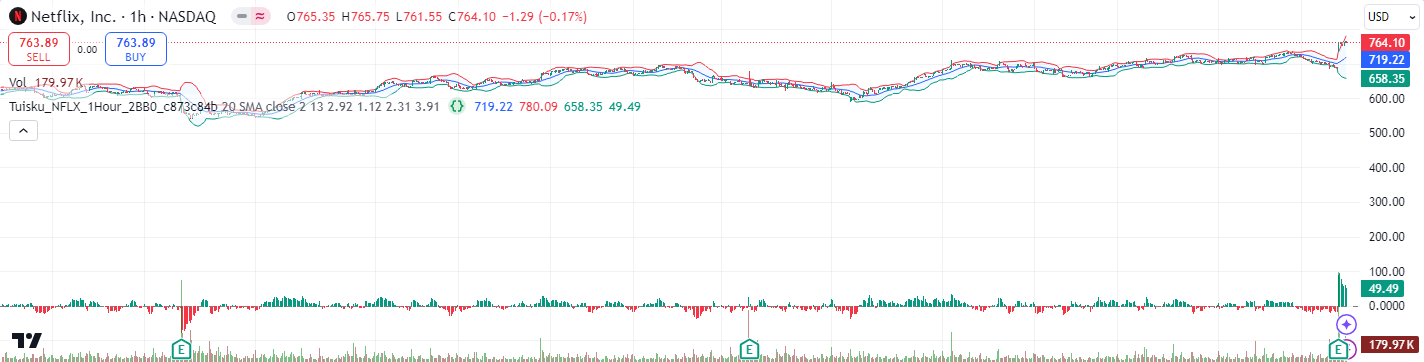 Netflix, Inc. · 1h · NASDAQ O765.35 H765.75 L761.55 C764.10 −1.29 (−0.17%)
USD
763.89 SELL
0.00
763.89 BUY
Vol 179.97K
Tuisku_NFLX_1Hour_2BB0_c873c84b 20 SMA close 2 13 2.92 1.12 2.31 3.91 {} 719.22 780.09 658.35 49.49
764.10
719.22
658.35
600.00
500.00
400.00
300.00
200.00
100.00
49.49
0.0000
179.97K
E
E
E